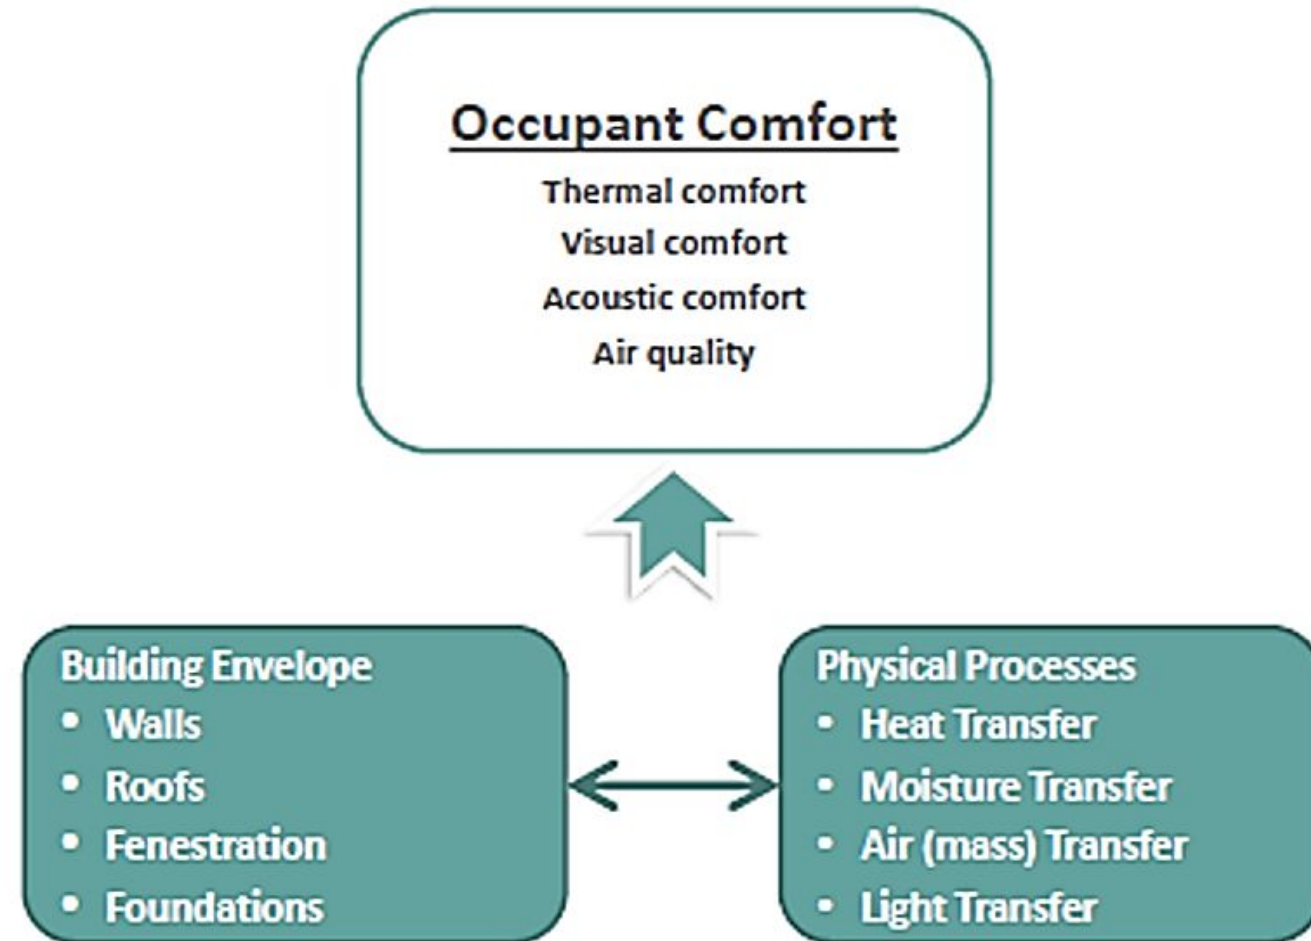 Occupant Comfort
Thermal comfort
Visual comfort
Acoustic comfort
Air quality
Building Envelope
• Walls
• Roofs
• Fenestration
• Foundations
Physical Processes
• Heat Transfer
• Moisture Transfer
• Air (mass) Transfer
• Light Transfer